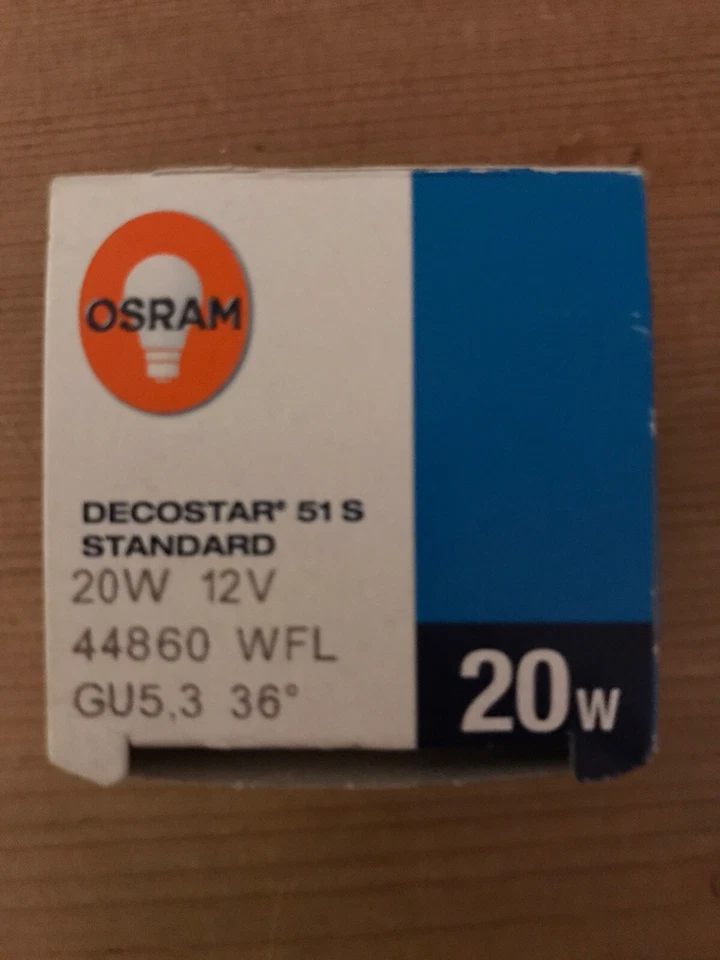 OSRAM
DECOSTAR® 51 S
STANDARD
20W 12V
44860 WFL
GU5,3 36°
20W